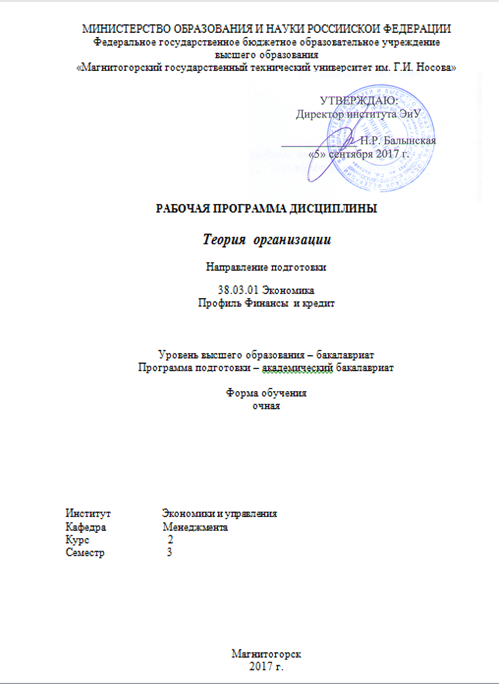 МИНИСТЕРСТВО ОБРАЗОВАНИЯ И НАУКИ РОССИЙСКОЙ ФЕДЕРАЦИИ
Федеральное государственное бюджетное образовательное учреждение
высшего образования
«Магнитогорский государственный технический университет им. Г.И. Носова»
УТВЕРЖДАЮ:
Директор института ЭиУ
Н.Р. Балынская
«5» сентября 2017 г.
РАБОЧАЯ ПРОГРАММА ДИСЦИПЛИНЫ
Теория организации
Направление подготовки
38.03.01 Экономика
Профиль Финансы и кредит
Уровень высшего образования – бакалавриат
Программа подготовки – академический бакалавриат
Форма обучения
очная
Институт Экономики и управления
Кафедра Менеджмента
Курс 2
Семестр 3
Магнитогорск
2017 г.